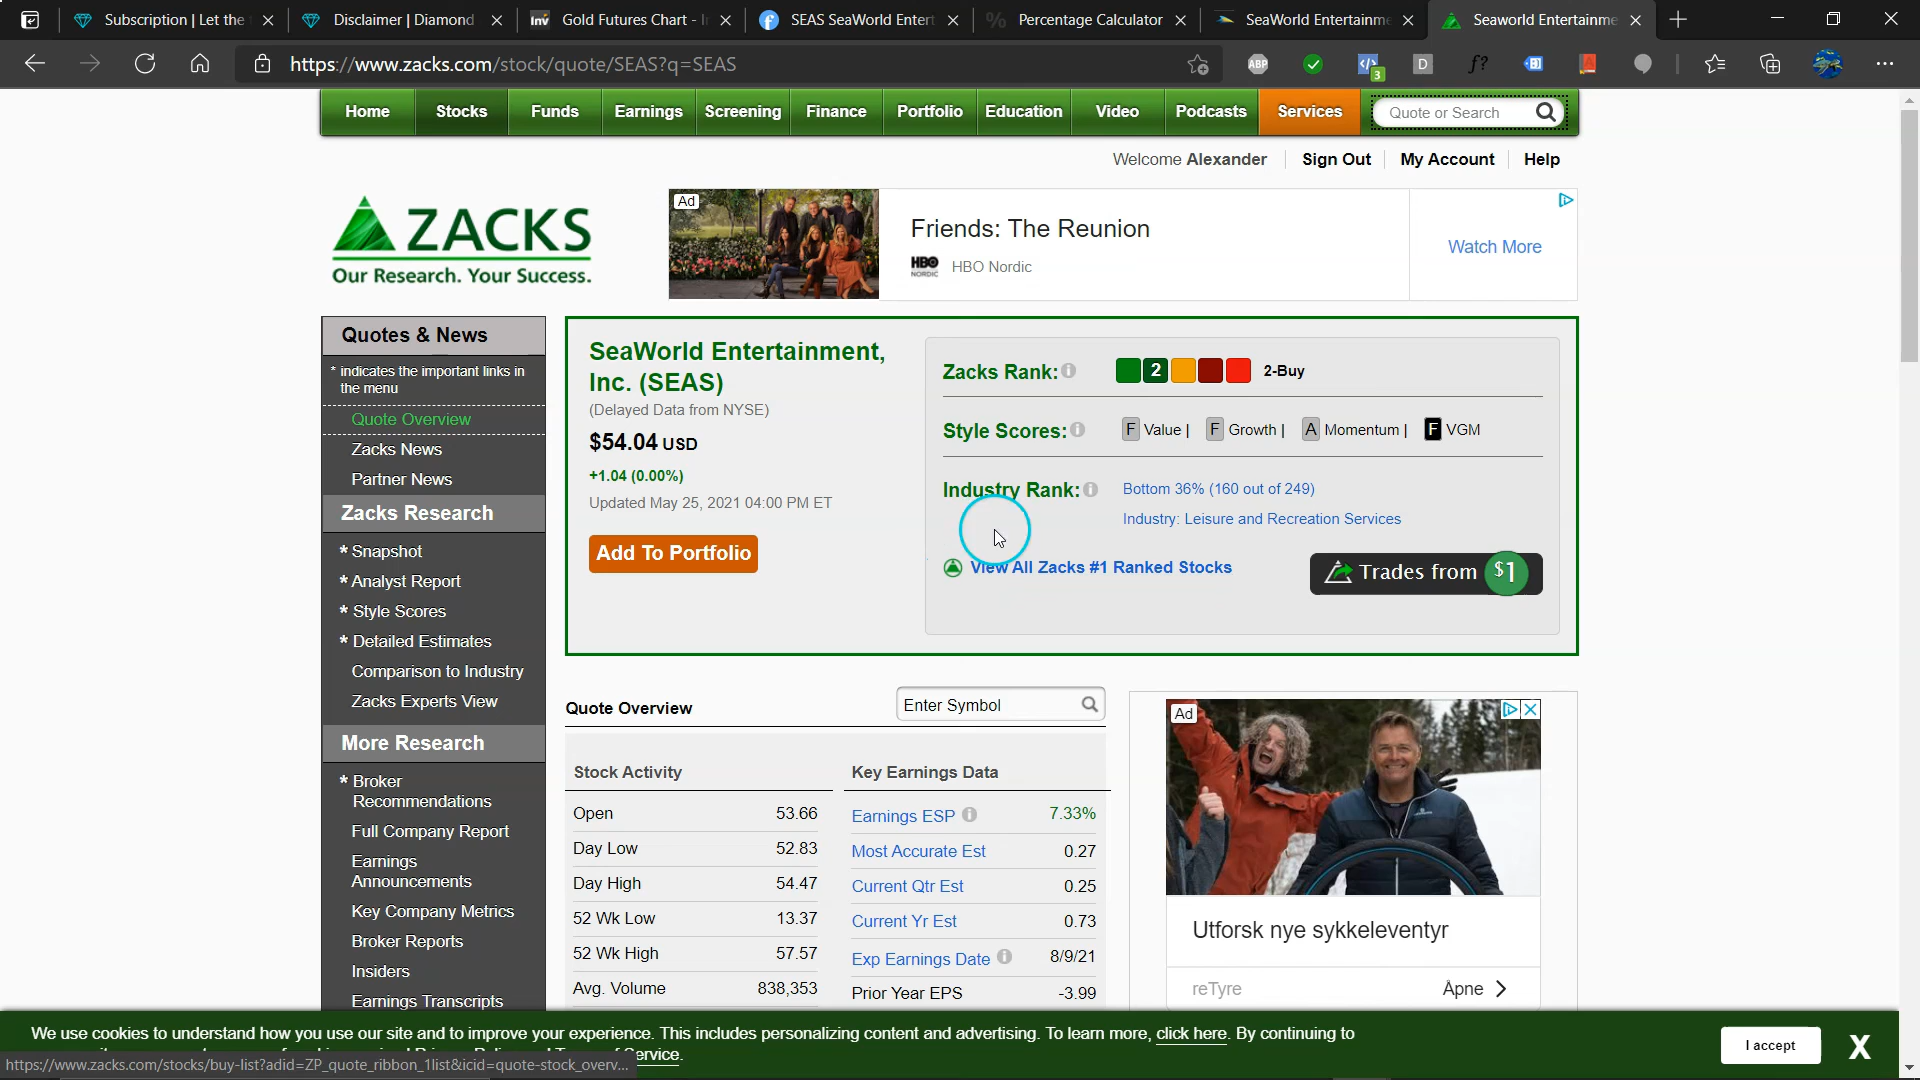 Subscription | Let the
Disclaimer | Diamond
Inv Gold Futures Chart -
SEAS SeaWorld Entert
Percentage Calculator
SeaWorld Entertainme
Seaworld Entertainme
https://www.zacks.com/stock/quote/SEAS?q=SEAS
ABP
3
D
f?
Home Stocks Funds Earnings Screening Finance Portfolio Education Video Podcasts Services Quote or Search
Welcome Alexander Sign Out My Account Help
ZACKS
Our Research. Your Success.
Ad
Friends: The Reunion
HBO NORDIC HBO Nordic
Watch More
Quotes & News
* indicates the important links in
the menu
Quote Overview
Zacks News
Partner News
Zacks Research
* Snapshot
* Analyst Report
* Style Scores
* Detailed Estimates
Comparison to Industry
Zacks Experts View
More Research
* Broker
Recommendations
Full Company Report
Earnings
Announcements
Key Company Metrics
Broker Reports
Insiders
Earnings Transcripts
SeaWorld Entertainment,
Inc. (SEAS)
(Delayed Data from NYSE)
$54.04 USD
+1.04 (0.00%)
Updated May 25, 2021 04:00 PM ET
Add To Portfolio
Zacks Rank: 2 2-Buy
Style Scores: F Value | F Growth | A Momentum | F VGM
Industry Rank: Bottom 36% (160 out of 249)
Industry: Leisure and Recreation Services
View All Zacks #1 Ranked Stocks
Trades from $1
Quote Overview
Enter Symbol
Stock Activity
Open 53.66
Day Low 52.83
Day High 54.47
52 Wk Low 13.37
52 Wk High 57.57
Avg. Volume 838,353
Key Earnings Data
Earnings ESP 7.33%
Most Accurate Est 0.27
Current Qtr Est 0.25
Current Yr Est 0.73
Exp Earnings Date 8/9/21
Prior Year EPS -3.99
Ad
Utforsk nye sykkeleventyr
reTyre Åpne
We use cookies to understand how you use our site and to improve your experience. This includes personalizing content and advertising. To learn more, click here. By continuing to
ervice.
https://www.zacks.com/stocks/buy-list?adid=ZP_quote_ribbon_1list&icid=quote-stock_overv...
I accept X